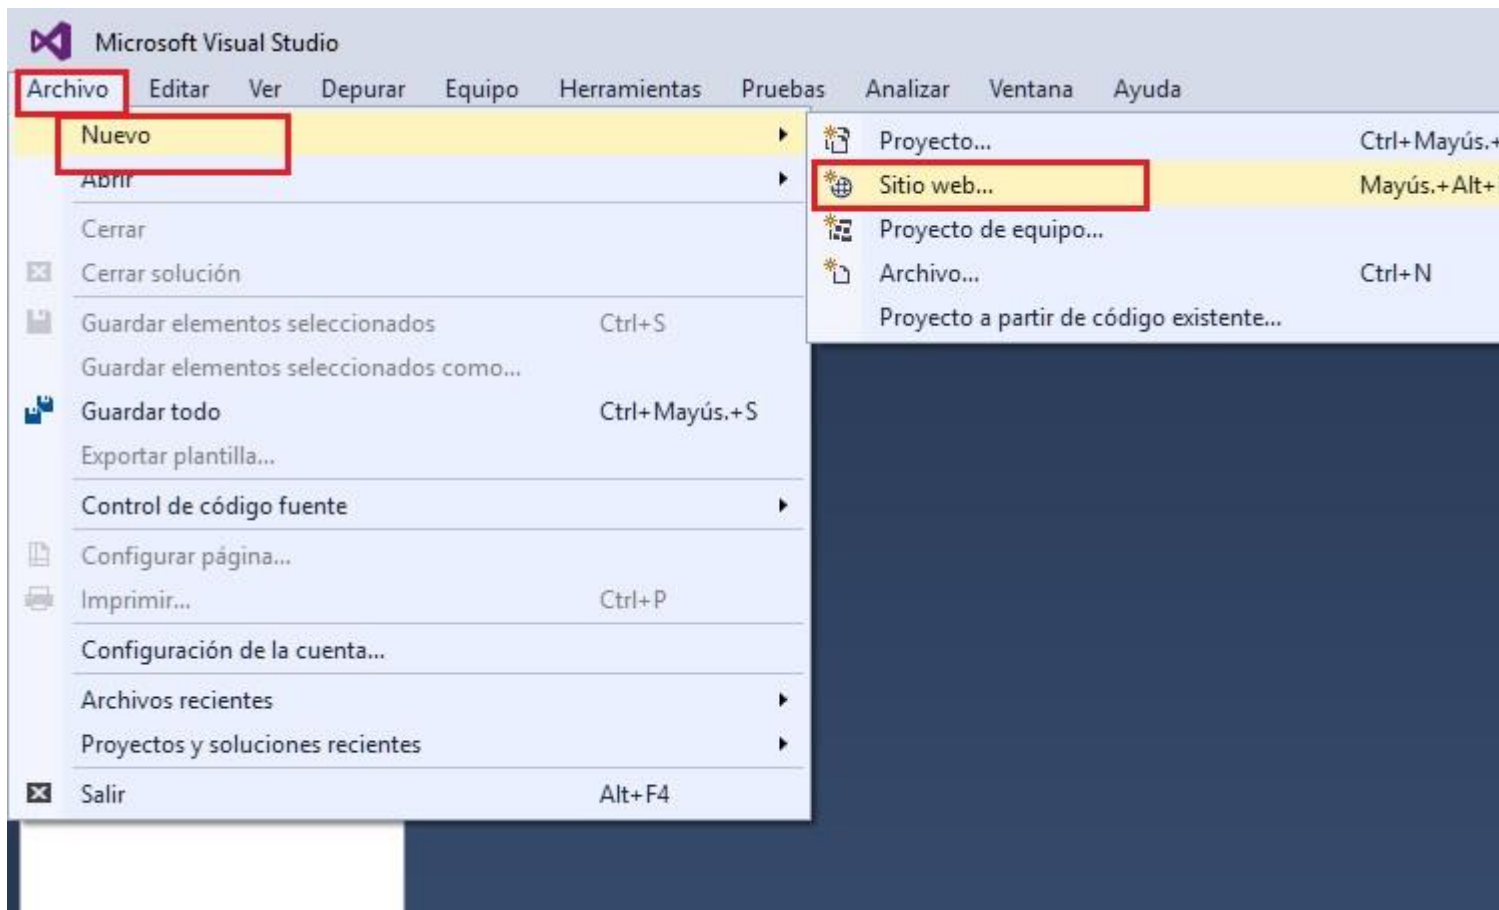 Microsoft Visual Studio
Archivo Editar Ver Depurar Equipo Herramientas Pruebas Analizar Ventana Ayuda
Nuevo
Abrir
Cerrar
Cerrar solución
Guardar elementos seleccionados Ctrl+S
Guardar elementos seleccionados como...
Guardar todo Ctrl+Mayús.+S
Exportar plantilla...
Control de código fuente
Configurar página...
Imprimir... Ctrl+P
Configuración de la cuenta...
Archivos recientes
Proyectos y soluciones recientes
Salir Alt+F4
Proyecto... Ctrl+Mayús.+
Sitio web... Mayús.+Alt+
Proyecto de equipo...
Archivo... Ctrl+N
Proyecto a partir de código existente...